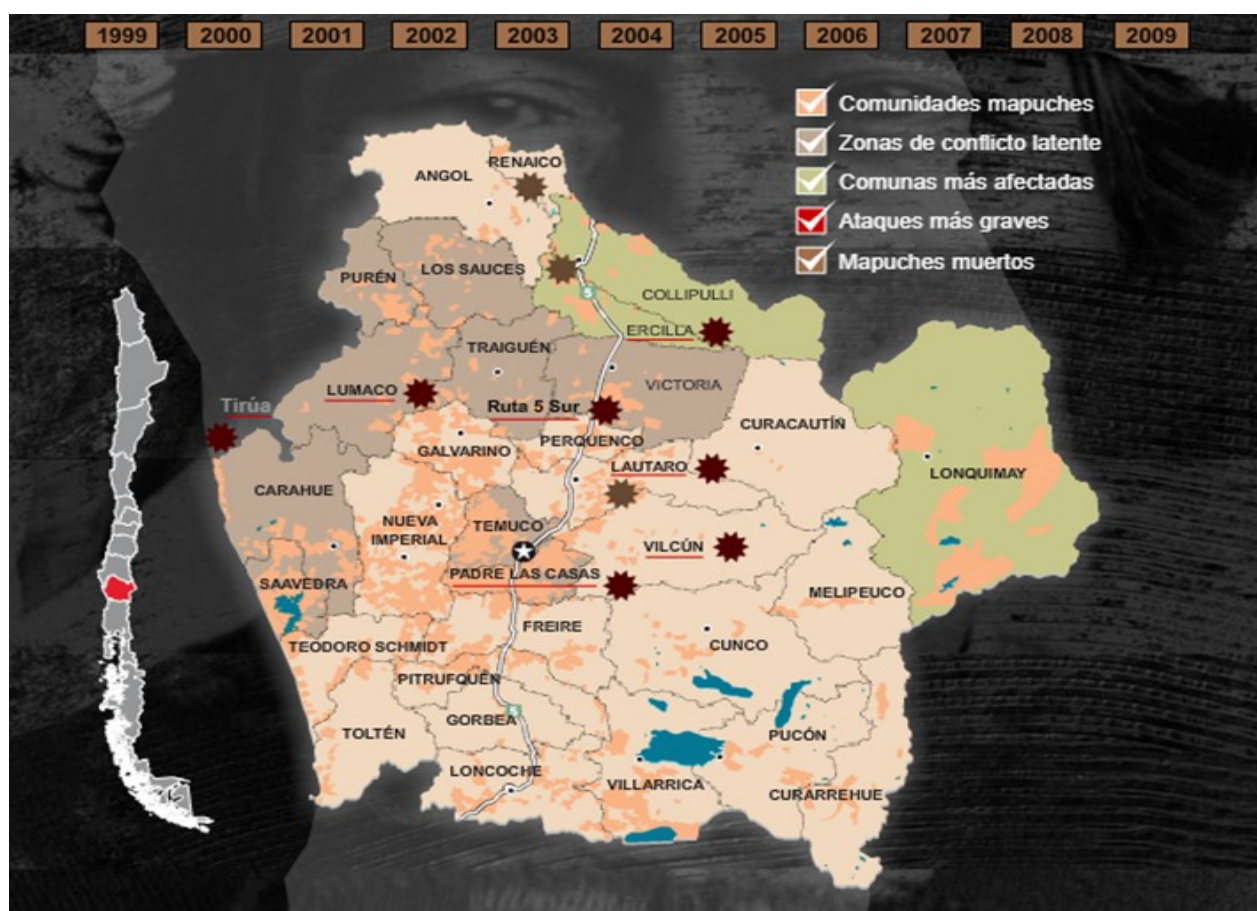 1999 2000 2001 2002 2003 2004 2005 2006 2007 2008 2009
Comunidades mapuches
Zonas de conflicto latente
Comunas más afectadas
Ataques más graves
Mapuches muertos
RENAICO
ANGOL
PURÉN
LOS SAUCES
5
COLLIPULLI
ERCILLA
TRAIGUÉN
LUMACO
VICTORIA
Tirúa
Ruta 5 Sur
CURACAUTÍN
PERQUENCO
GALVARINO
LAUTARO
LONQUIMAY
CARAHUE
NUEVA
IMPERIAL
TEMUCO
VILCÚN
PADRE LAS CASAS
SAAVEDRA
MELIPEUCO
FREIRE
TEODORO SCHMIDT
CUNCO
PITRUFQUÉN
5
GORBEA
TOLTÉN
PUCÓN
LONCOCHE
VILLARRICA
CURARREHUE